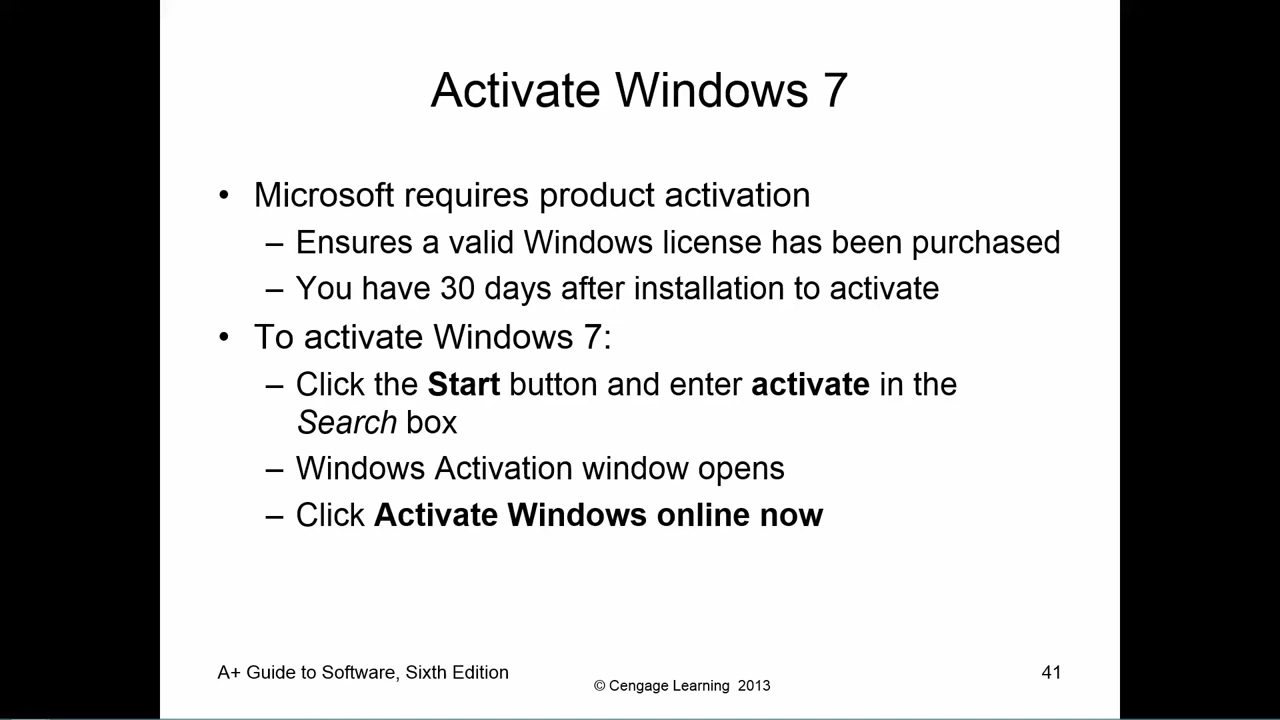 Activate Windows 7
• Microsoft requires product activation
– Ensures a valid Windows license has been purchased
– You have 30 days after installation to activate
• To activate Windows 7:
– Click the Start button and enter activate in the
Search box
– Windows Activation window opens
– Click Activate Windows online now
A+ Guide to Software, Sixth Edition
© Cengage Learning 2013
41